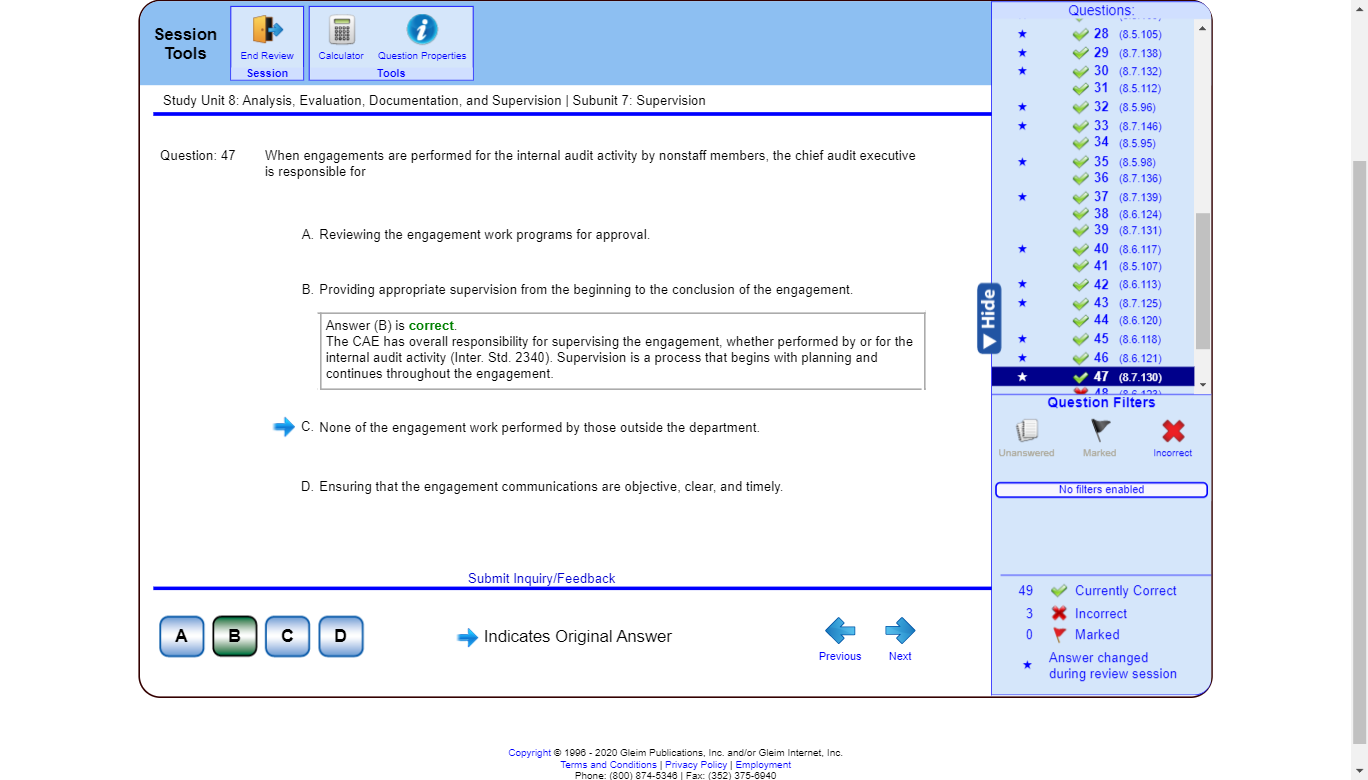 Session
Tools
End Review
Session
Calculator
Question Properties
Tools
Study Unit 8: Analysis, Evaluation, Documentation, and Supervision | Subunit 7: Supervision
Question: 47
When engagements are performed for the internal audit activity by nonstaff members, the chief audit executive
is responsible for
A. Reviewing the engagement work programs for approval.
B. Providing appropriate supervision from the beginning to the conclusion of the engagement.
Answer (B) is correct.
The CAE has overall responsibility for supervising the engagement, whether performed by or for the
internal audit activity (Inter. Std. 2340). Supervision is a process that begins with planning and
continues throughout the engagement.
C. None of the engagement work performed by those outside the department.
D. Ensuring that the engagement communications are objective, clear, and timely.
Submit Inquiry/Feedback
A B C D
Indicates Original Answer
Previous
Next
Questions:
28 (8.5.105)
29 (8.7.138)
30 (8.7.132)
31 (8.5.112)
32 (8.5.96)
33 (8.7.146)
34 (8.5.95)
35 (8.5.98)
36 (8.7.136)
37 (8.7.139)
38 (8.6.124)
39 (8.7.131)
40 (8.6.117)
41 (8.5.107)
42 (8.6.113)
43 (8.7.125)
44 (8.6.120)
45 (8.6.118)
46 (8.6.121)
47 (8.7.130)
48 (8.6.123)
Hide
Question Filters
Unanswered
Marked
Incorrect
No filters enabled
49 Currently Correct
3 Incorrect
0 Marked
Answer changed
during review session
Copyright © 1996 - 2020 Gleim Publications, Inc. and/or Gleim Internet, Inc.
Terms and Conditions | Privacy Policy | Employment
Phone: (800) 874-5346 | Fax: (352) 375-6940